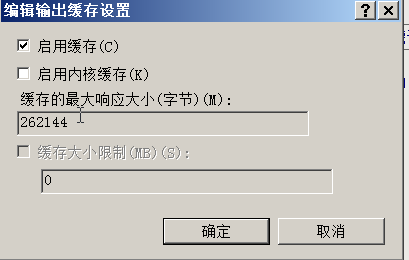 编辑输出缓存设置
启用缓存(C)
启用内核缓存(K)
缓存的最大响应大小(字节)(M):
262144
缓存大小限制(MB)(S):
0
确定
取消